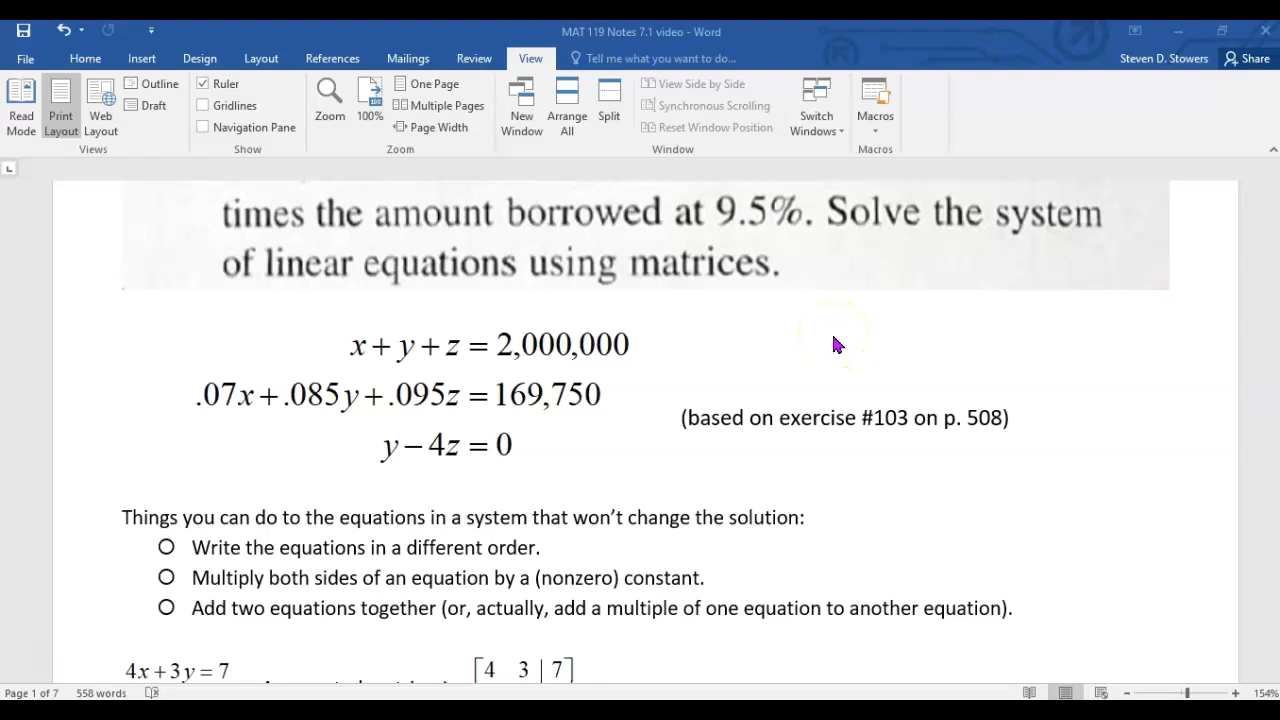 MAT 119 Notes 7.1 video - Word
File Home Insert Design Layout References Mailings Review View Tell me what you want to do... Steven D. Stowers Share
Read Mode
Print Layout
Web Layout
Outline
Draft
Views
Ruler
Gridlines
Navigation Pane
Show
Zoom
100%
One Page
Multiple Pages
Page Width
Zoom
New Window
Arrange All
Split
View Side by Side
Synchronous Scrolling
Reset Window Position
Window
Switch Windows
Macros
Macros
times the amount borrowed at 9.5%. Solve the system
of linear equations using matrices.
x + y + z = 2,000,000
.07x + .085y + .095z = 169,750
(based on exercise #103 on p. 508)
y − 4z = 0
Things you can do to the equations in a system that won’t change the solution:
Write the equations in a different order.
Multiply both sides of an equation by a (nonzero) constant.
Add two equations together (or, actually, add a multiple of one equation to another equation).
4x + 3y = 7 [4 3 | 7]
Page 1 of 7 558 words 154%